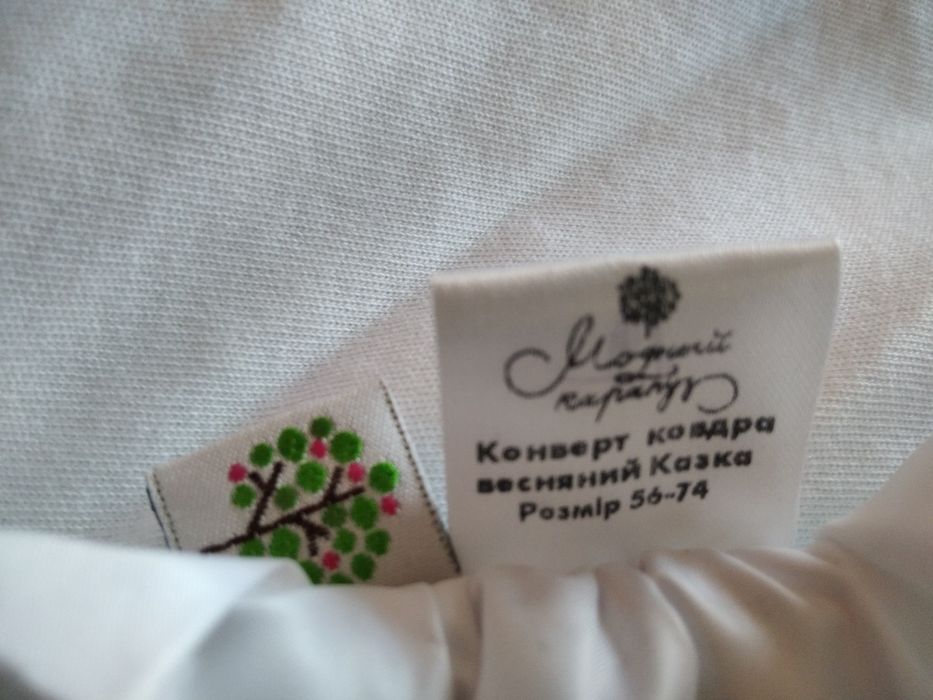 Модний
карапуз
Конверт ковдра
весняний Казка
Розмір 56-74